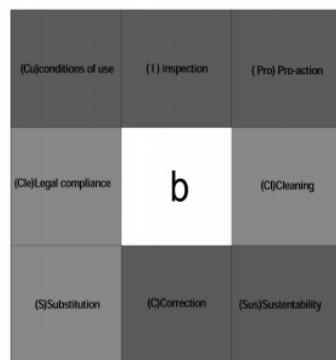 (Cu)conditions of use
( I ) inspection
( Pro) Pro-action
(Cle)Legal compliance
b
(Cl)Cleaning
(S)Substitution
(C)Correction
(Sus)Sustentability